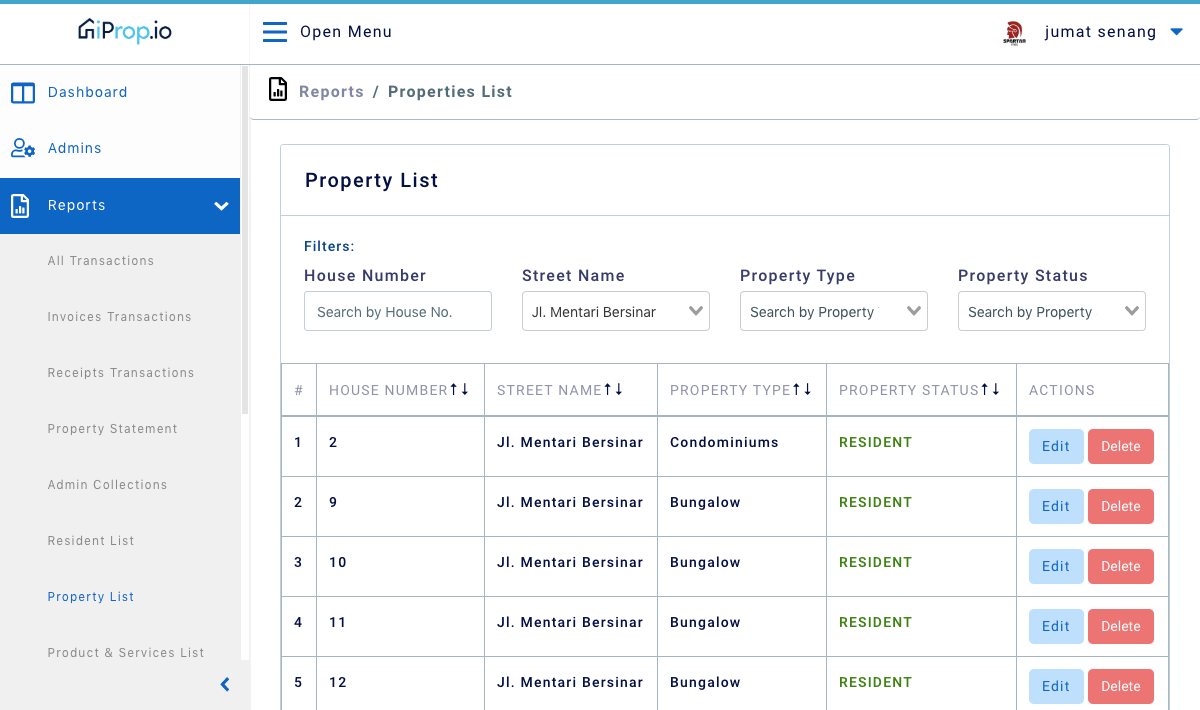 iProp.io
Open Menu
SPARTAN
jumat senang
Dashboard
Admins
Reports
All Transactions
Invoices Transactions
Receipts Transactions
Property Statement
Admin Collections
Resident List
Property List
Product & Services List
Reports / Properties List
Property List
Filters:
House Number Street Name Property Type Property Status
Search by House No. Jl. Mentari Bersinar Search by Property Search by Property
# HOUSE NUMBER↑↓ STREET NAME↑↓ PROPERTY TYPE↑↓ PROPERTY STATUS↑↓ ACTIONS
1 2 Jl. Mentari Bersinar Condominiums RESIDENT Edit Delete
2 9 Jl. Mentari Bersinar Bungalow RESIDENT Edit Delete
3 10 Jl. Mentari Bersinar Bungalow RESIDENT Edit Delete
4 11 Jl. Mentari Bersinar Bungalow RESIDENT Edit Delete
5 12 Jl. Mentari Bersinar Bungalow RESIDENT Edit Delete